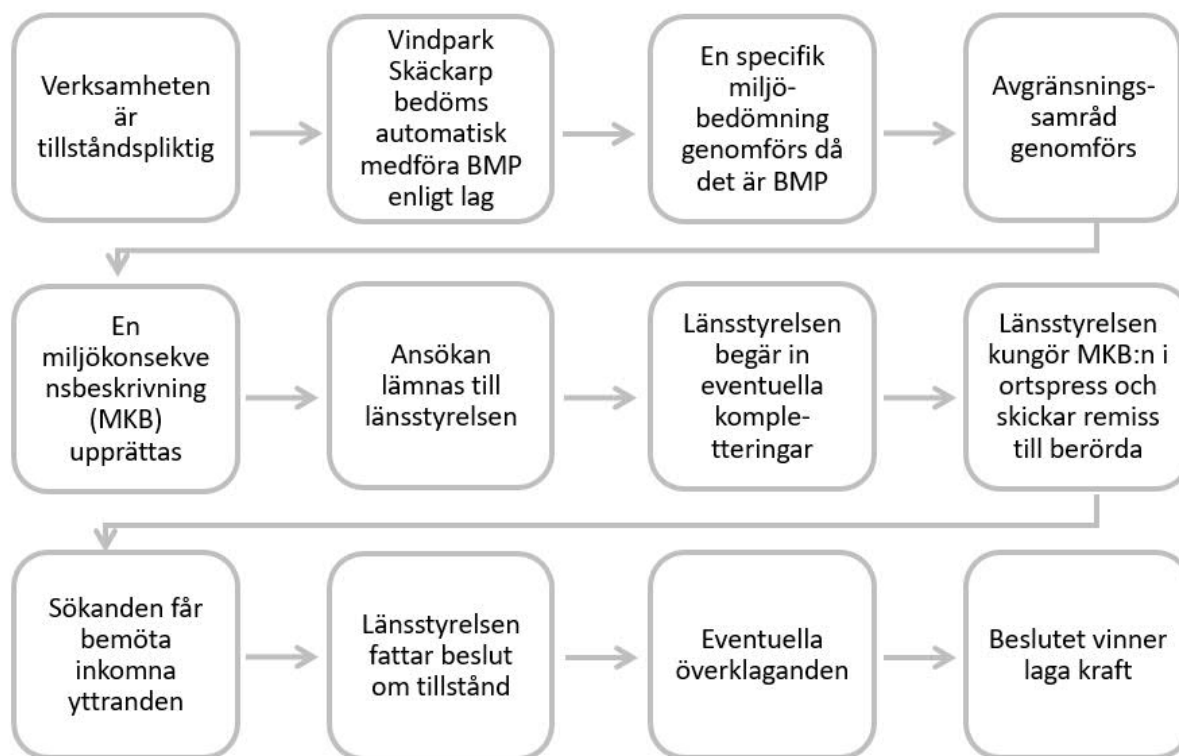 Verksamheten
är
tillståndspliktig
Vindpark
Skäckarp
bedöms
automatisk
medföra BMP
enligt lag
En specifik
miljö-
bedömning
genomförs då
det är BMP
Avgränsnings-
samråd
genomförs
En
miljökonsekve
nsbeskrivning
(MKB)
upprättas
Ansökan
lämnas till
länsstyrelsen
Länsstyrelsen
begär in
eventuella
komple-
tteringar
Länsstyrelsen
kungör MKB:n i
ortspress och
skickar remiss
till berörda
Sökanden får
bemöta
inkomna
yttranden
Länsstyrelsen
fattar beslut
om tillstånd
Eventuella
överklaganden
Beslutet vinner
laga kraft